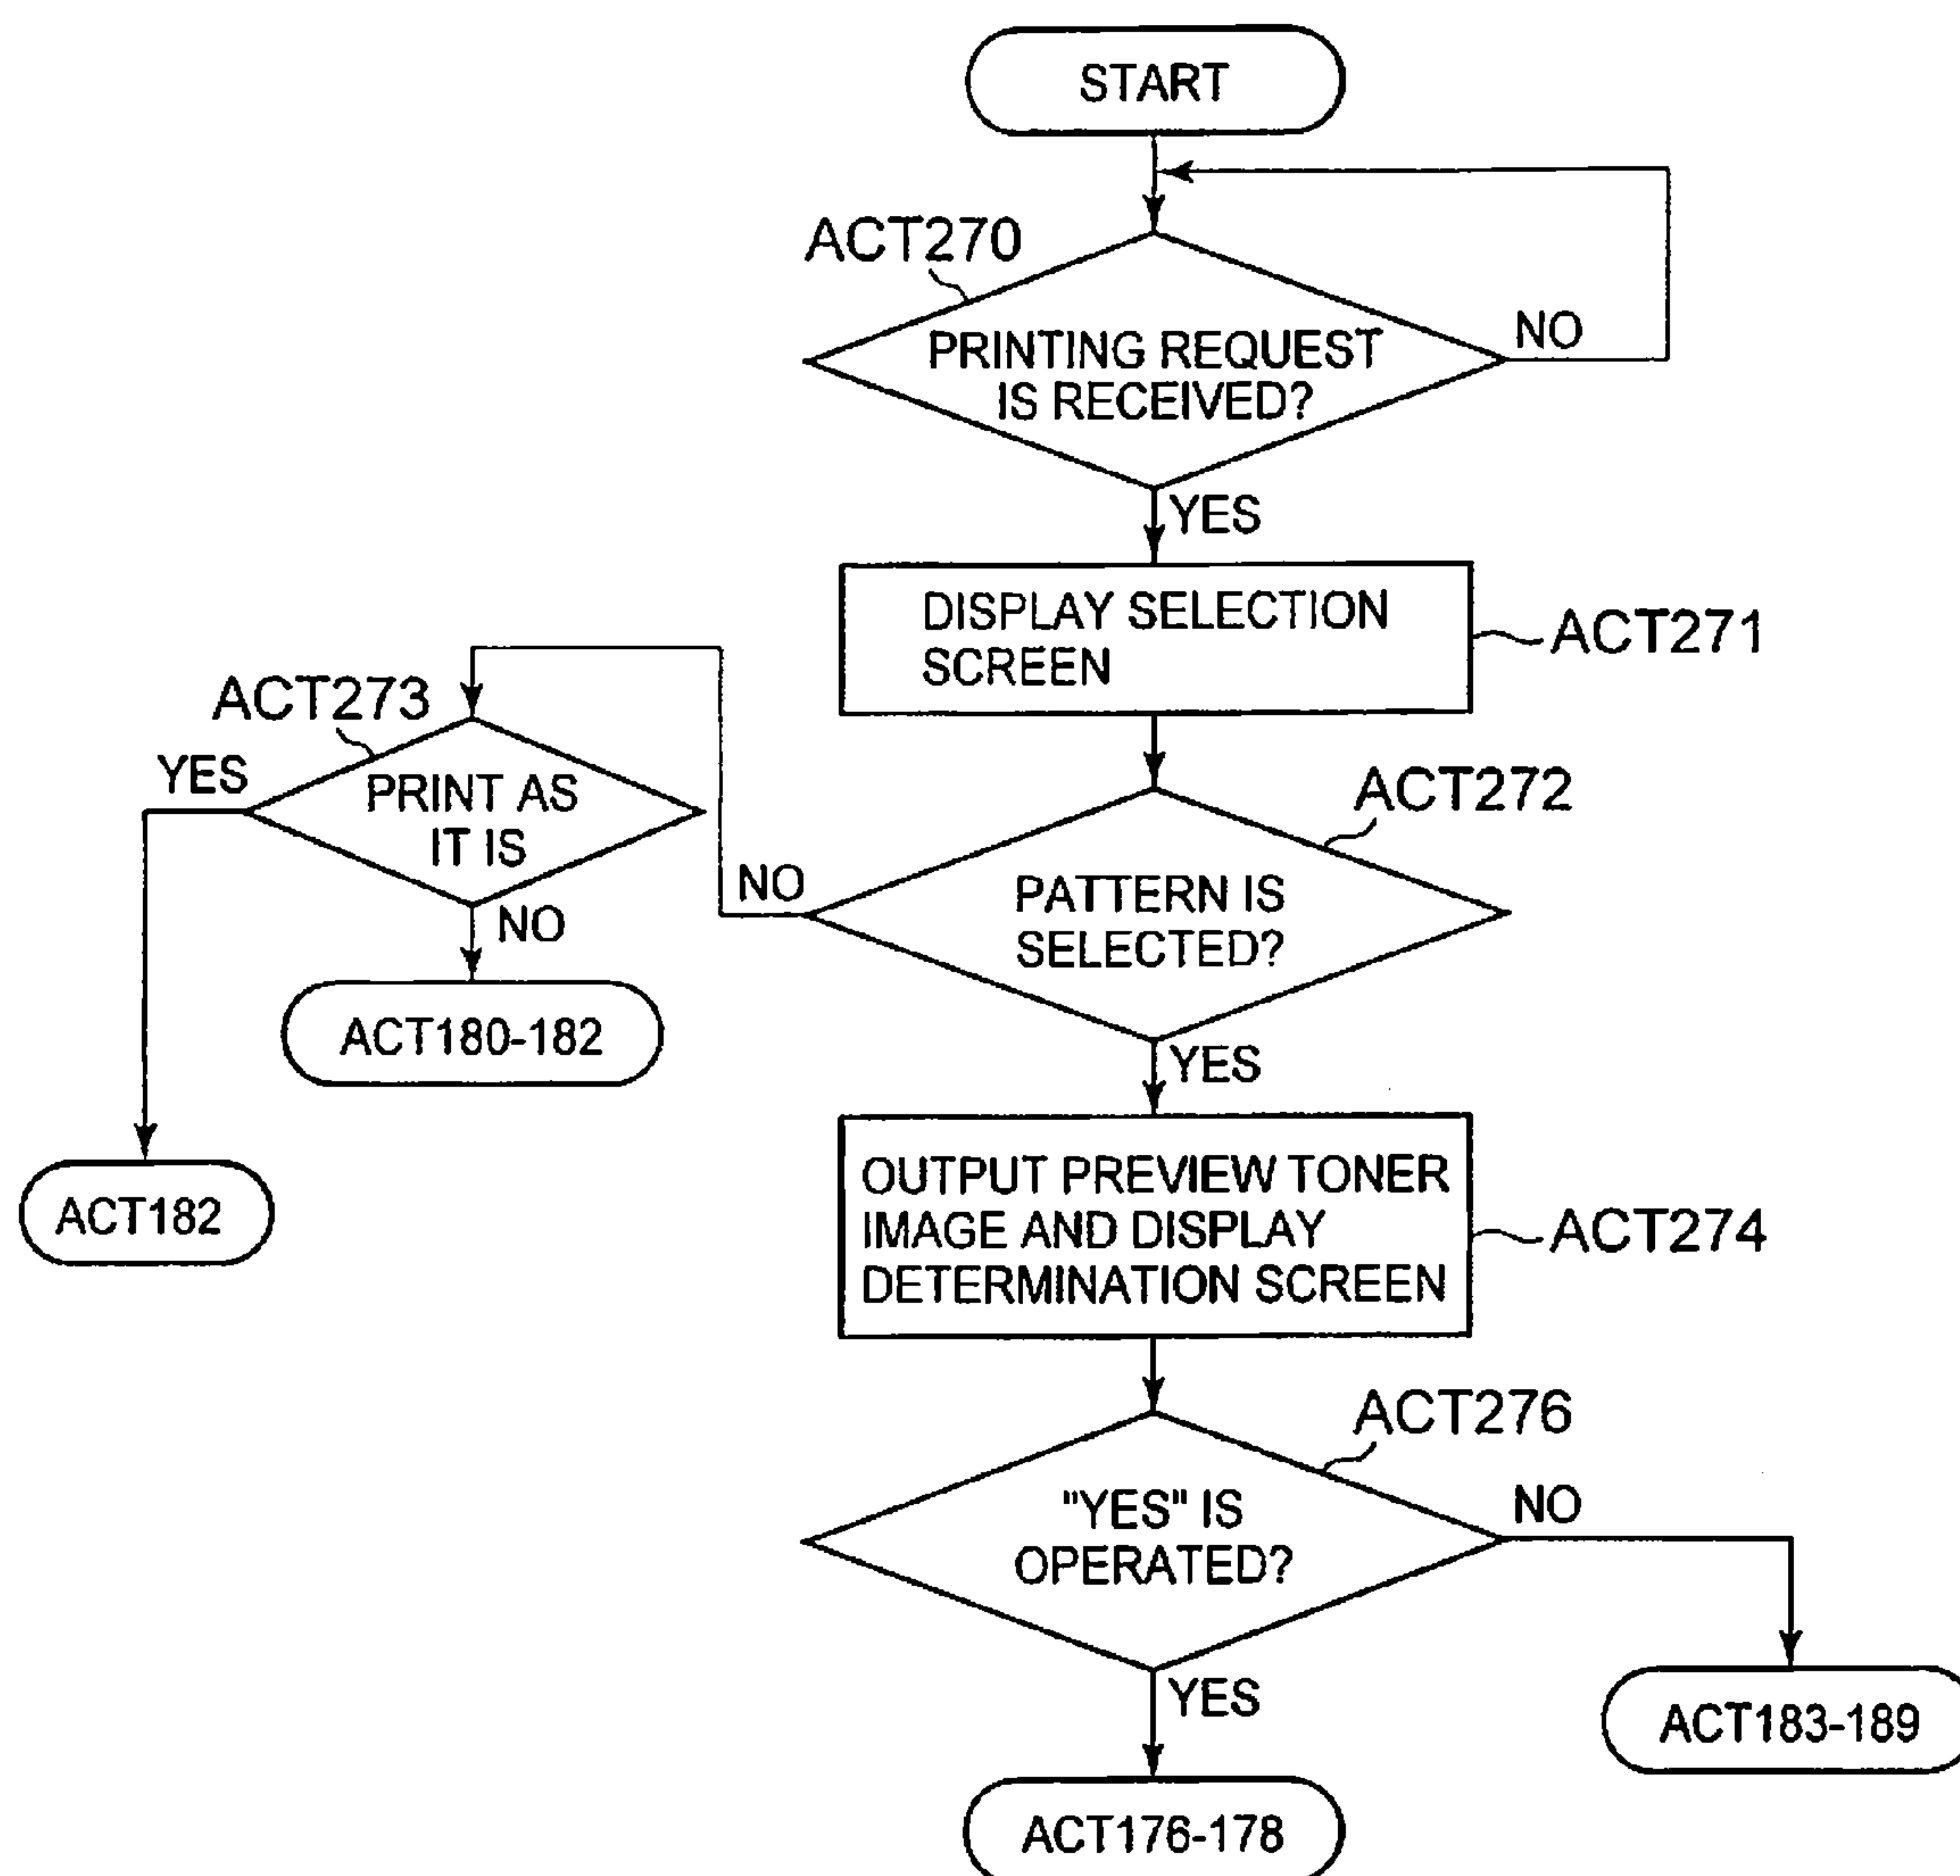 START
ACT270
PRINTING REQUEST
IS RECEIVED?
NO
YES
DISPLAY SELECTION
SCREEN
ACT271
ACT273
YES
PRINT AS
IT IS
NO
ACT180-182
ACT182
ACT272
NO
PATTERN IS
SELECTED?
YES
OUTPUT PREVIEW TONER
IMAGE AND DISPLAY
DETERMINATION SCREEN
ACT274
ACT276
"YES" IS
OPERATED?
NO
YES
ACT183-189
ACT176-178